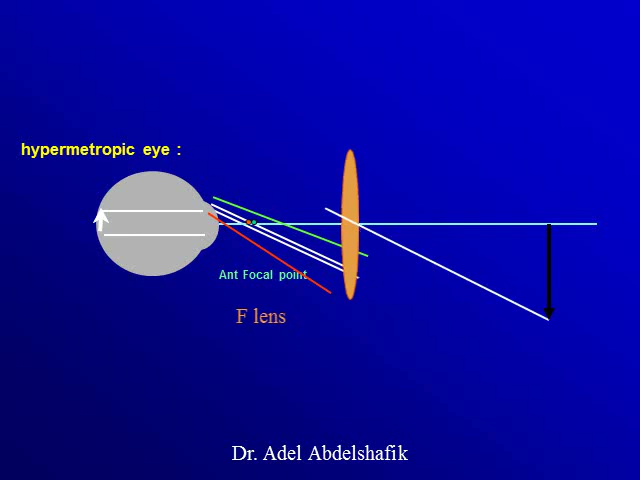 hypermetropic eye :
Ant Focal point
F lens
Dr. Adel Abdelshafik